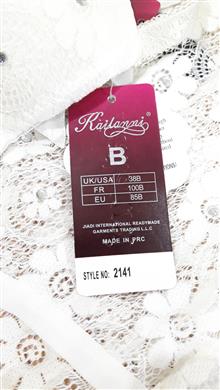 Kailanni
B
UK/USA 38B
FR 100B
EU 85B
JIADI INTERNATIONAL READYMADE
GARMENTS TRADING L.L.C
MADE IN PRC
STYLE NO: 2141